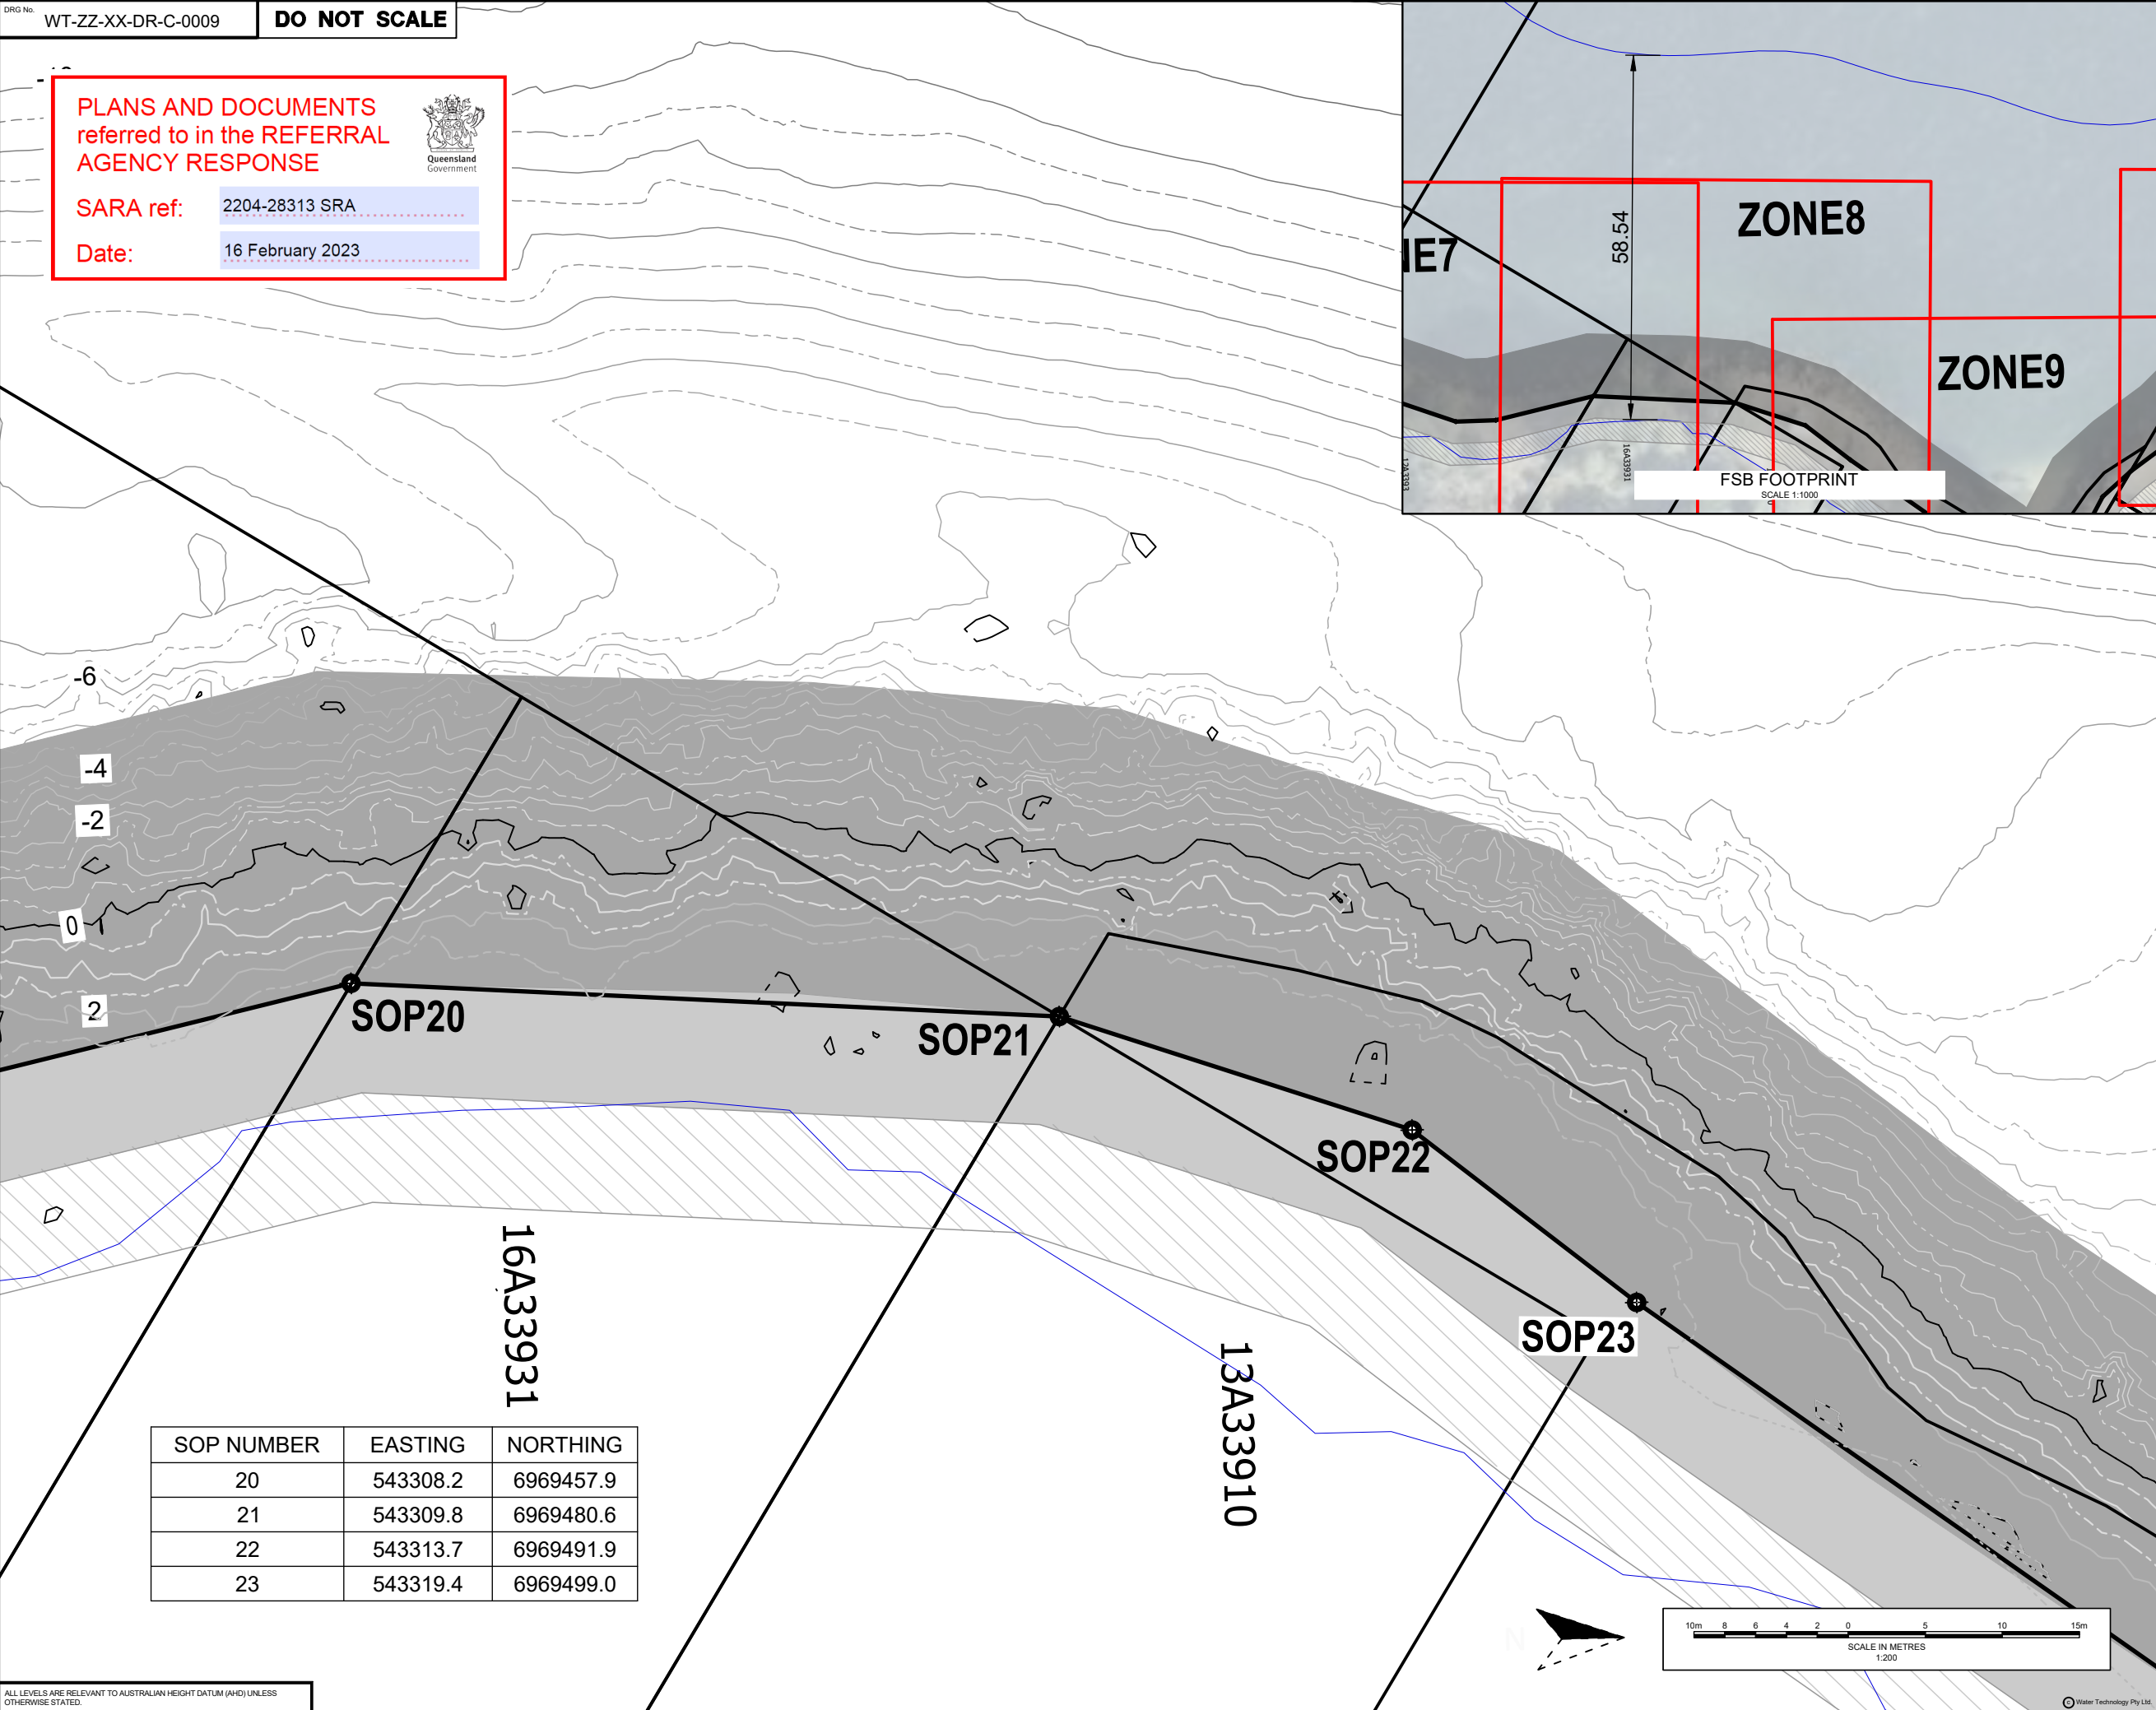 DRG No.
WT-ZZ-XX-DR-C-0009
DO NOT SCALE
PLANS AND DOCUMENTS
referred to in the REFERRAL
AGENCY RESPONSE
Queensland
Government
SARA ref: 2204-28313 SRA
Date: 16 February 2023
ZONE8
ZONE9
58.54
16A33931
FSB FOOTPRINT
SCALE 1:1000
-6
-4
-2
0
2
SOP20
SOP21
SOP22
SOP23
16A33931
13A33910
SOP NUMBER EASTING NORTHING
20 543308.2 6969457.9
21 543309.8 6969480.6
22 543313.7 6969491.9
23 543319.4 6969499.0
N
10m 8 6 4 2 0 5 10 15m
SCALE IN METRES
1:200
ALL LEVELS ARE RELEVANT TO AUSTRALIAN HEIGHT DATUM (AHD) UNLESS
OTHERWISE STATED.
© Water Technology Pty Ltd.